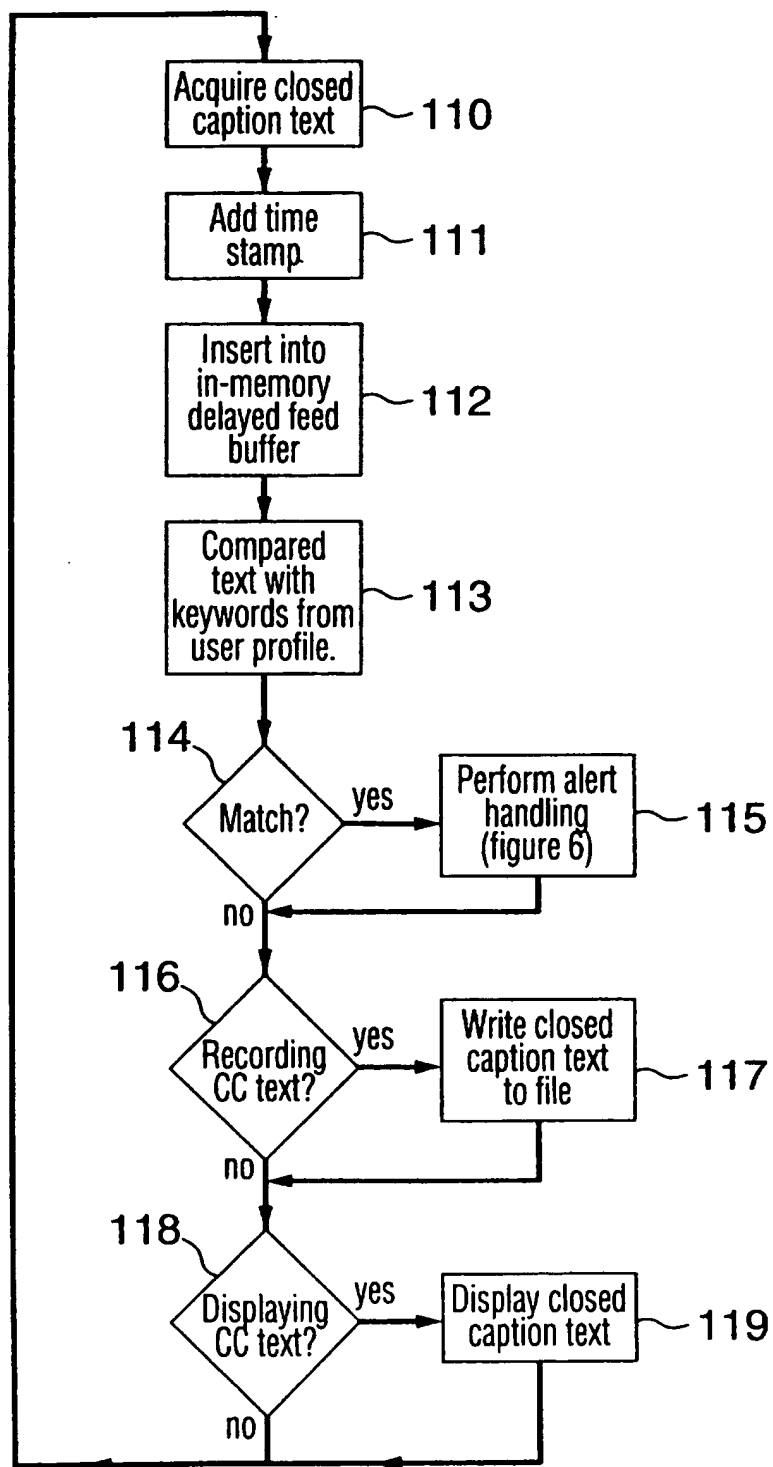 Acquire closed
caption text
110
Add time
stamp.
111
Insert into
in-memory
delayed feed
buffer
112
Compared
text with
keywords from
user profile.
113
114
Match?
yes
no
Perform alert
handling
(figure 6)
115
116
Recording
CC text?
yes
no
Write closed
caption text
to file
117
118
Displaying
CC text?
yes
no
Display closed
caption text
119